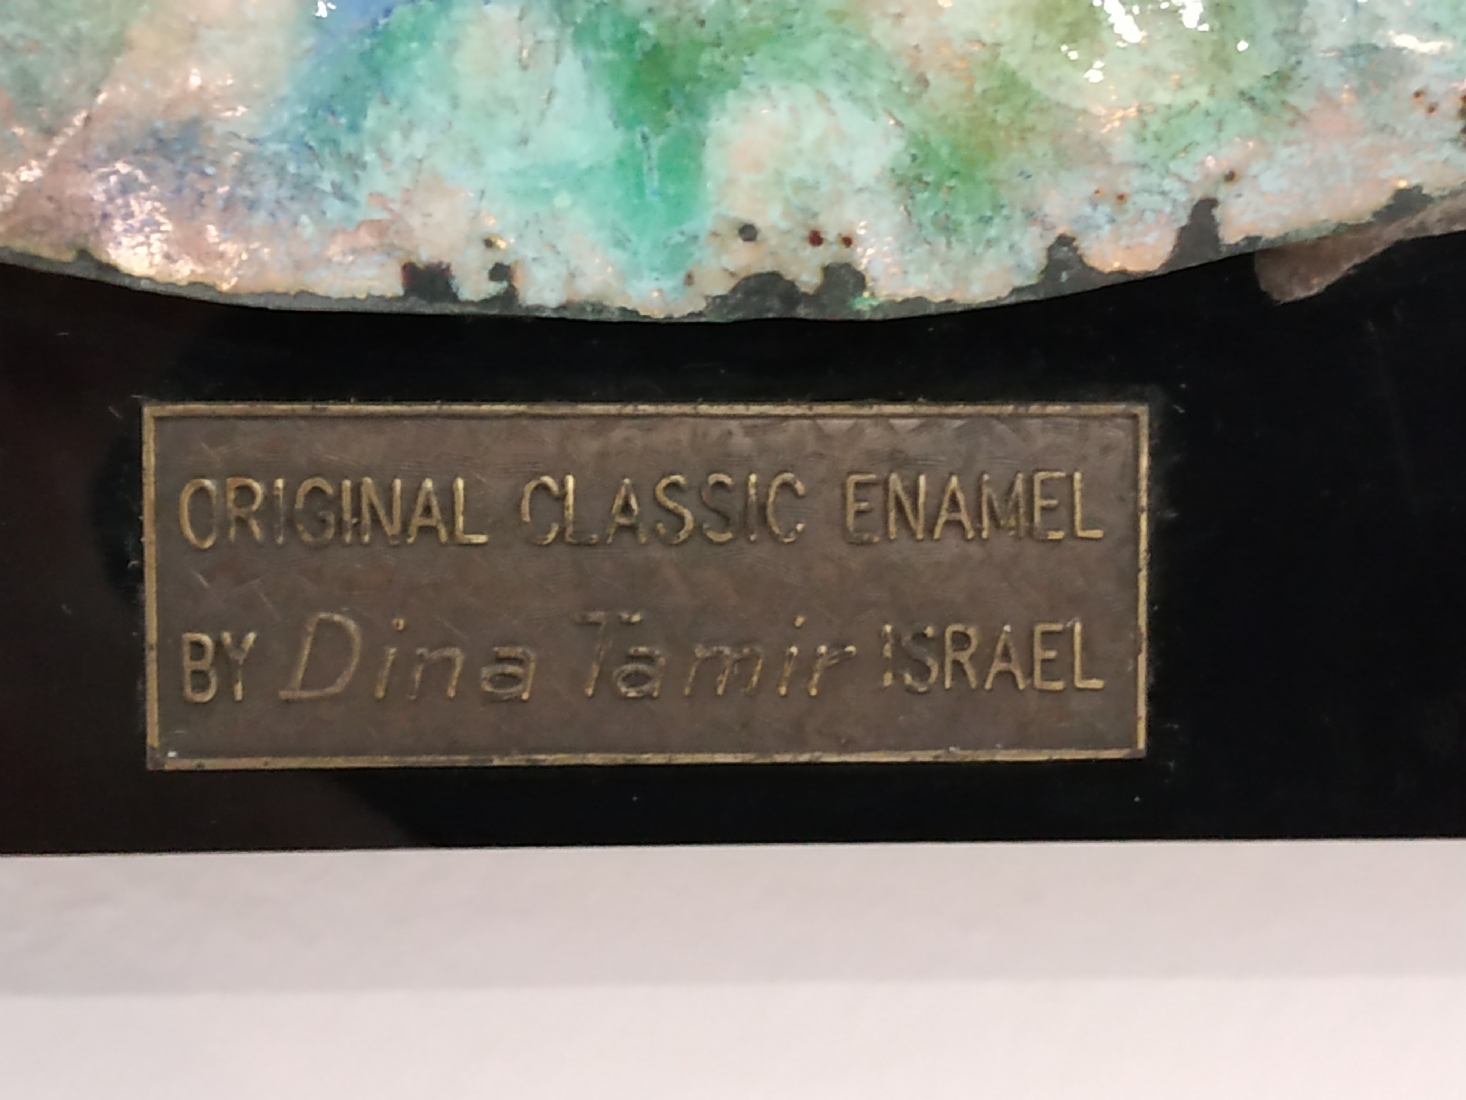 ORIGINAL CLASSIC ENAMEL
BY Dina Tamir ISRAEL